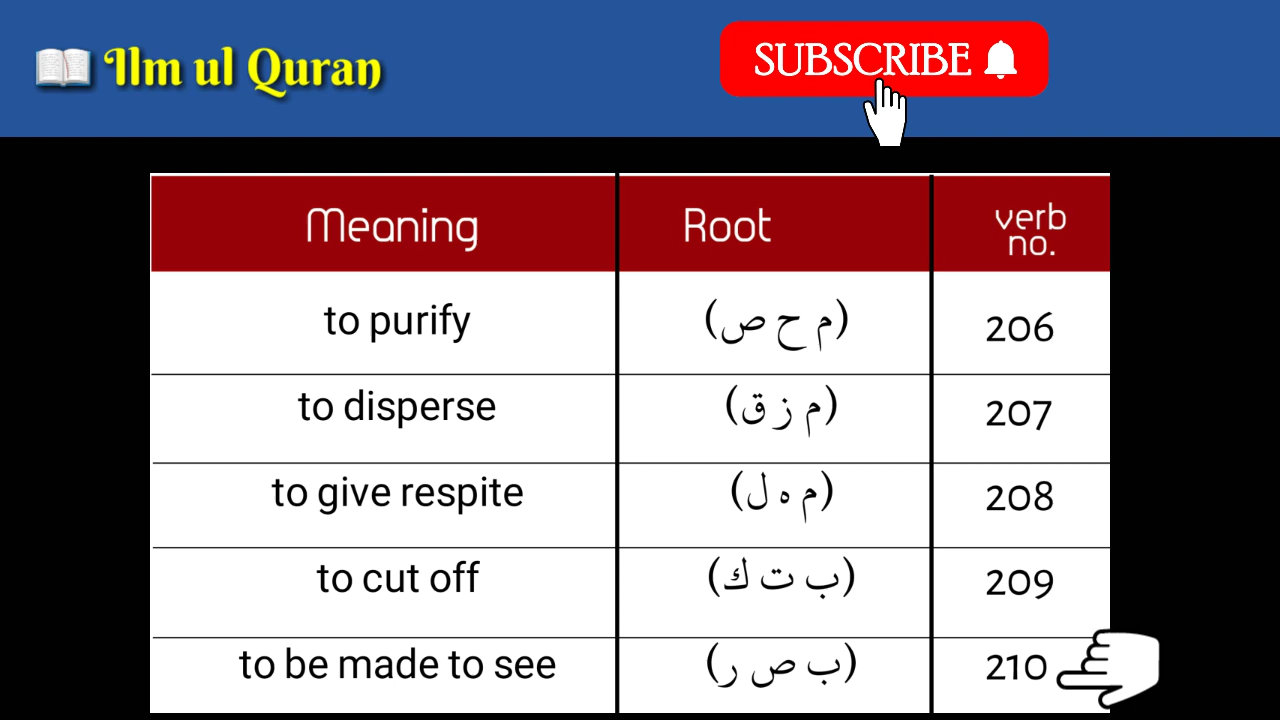 Ilm ul Quran
SUBSCRIBE
Meaning Root verb no.
to purify (م ح ص) 206
to disperse (م ز ق) 207
to give respite (م ه ل) 208
to cut off (ب ت ك) 209
to be made to see (ب ص ر) 210